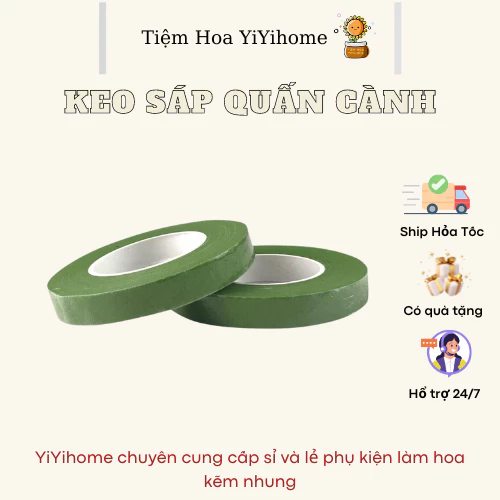 Tiệm Hoa YiYihome
KEO SÁP QUẤN CÀNH
Ship Hỏa Tốc
Có quà tặng
Hổ trợ 24/7
YiYihome chuyên cung cấp sỉ và lẻ phụ kiện làm hoa
kẽm nhung